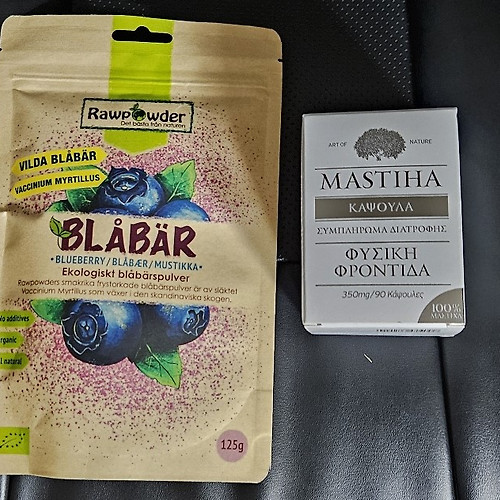 Rawpowder
Det bästa från naturen
VILDA BLÅBÄR
VACCINIUM MYRTILLUS
BLÅBÄR
BLUEBERRY/BLÅBÆR/MUSTIKKA
Ekologiskt blåbärspulver
Rawpowders smakrika frystorkade blåbärspulver är av släktet
Vaccinium Myrtillus som växer i den skandinaviska skogen.
additives
organic
natural
125g
ART OF NATURE
MASTIHA
ΚΑΨΟΥΛΑ
ΣΥΜΠΛΗΡΩΜΑ ΔΙΑΤΡΟΦΗΣ
ΦΥΣΙΚΗ
ΦΡΟΝΤΙΔΑ
350mg/90 Κάψουλες
100%
ΜΑΣΤΙΧΑ